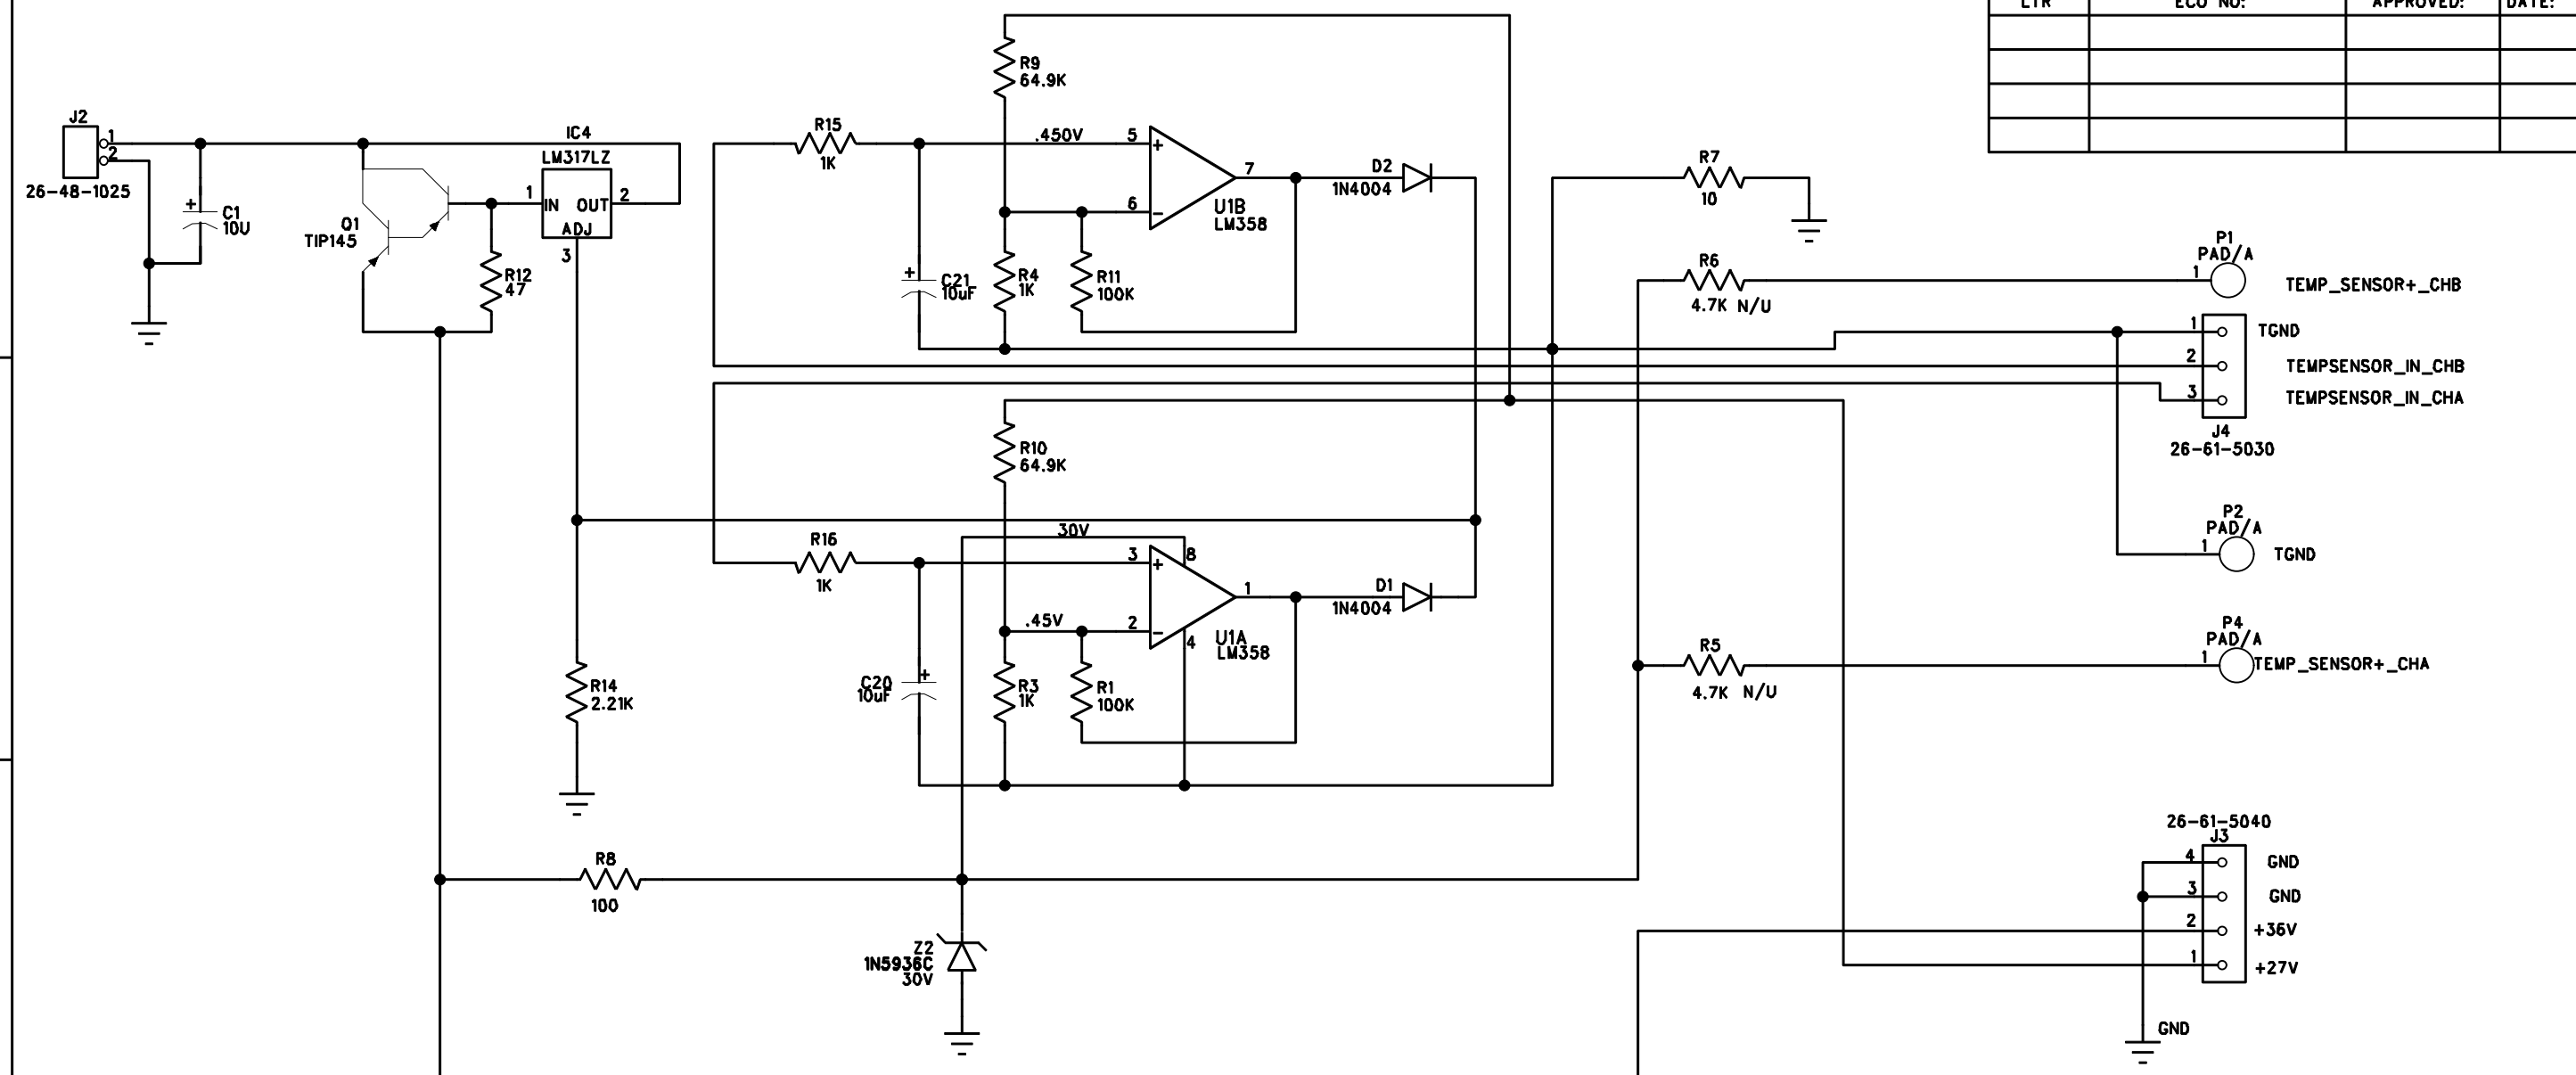 LTR ECO NO: APPROVED: DATE:
J2
1
2
26-48-1025
+
C1
10U
Q1
TIP145
IC4
LM317LZ
1 IN OUT 2
ADJ
3
R12
47
R9
64.9K
R15
1K
.450V 5
+
6
-
7
U1B
LM358
D2
1N4004
+
C21
10uF
R4
1K
R11
100K
R7
10
R6
4.7K N/U
P1
PAD/A
1
TEMP_SENSOR+_CHB
1 TGND
2 TEMPSENSOR_IN_CHB
3 TEMPSENSOR_IN_CHA
J4
26-61-5030
R10
64.9K
30V
R16
1K
3
+
8
.45V 2
-
4
1
U1A
LM358
D1
1N4004
P2
PAD/A
1 TGND
R14
2.21K
C20
10uF
+
R3
1K
R1
100K
R5
4.7K N/U
P4
PAD/A
1 TEMP_SENSOR+_CHA
R8
100
Z2
1N5936C
30V
26-61-5040
J3
4 GND
3 GND
2 +36V
1 +27V
GND